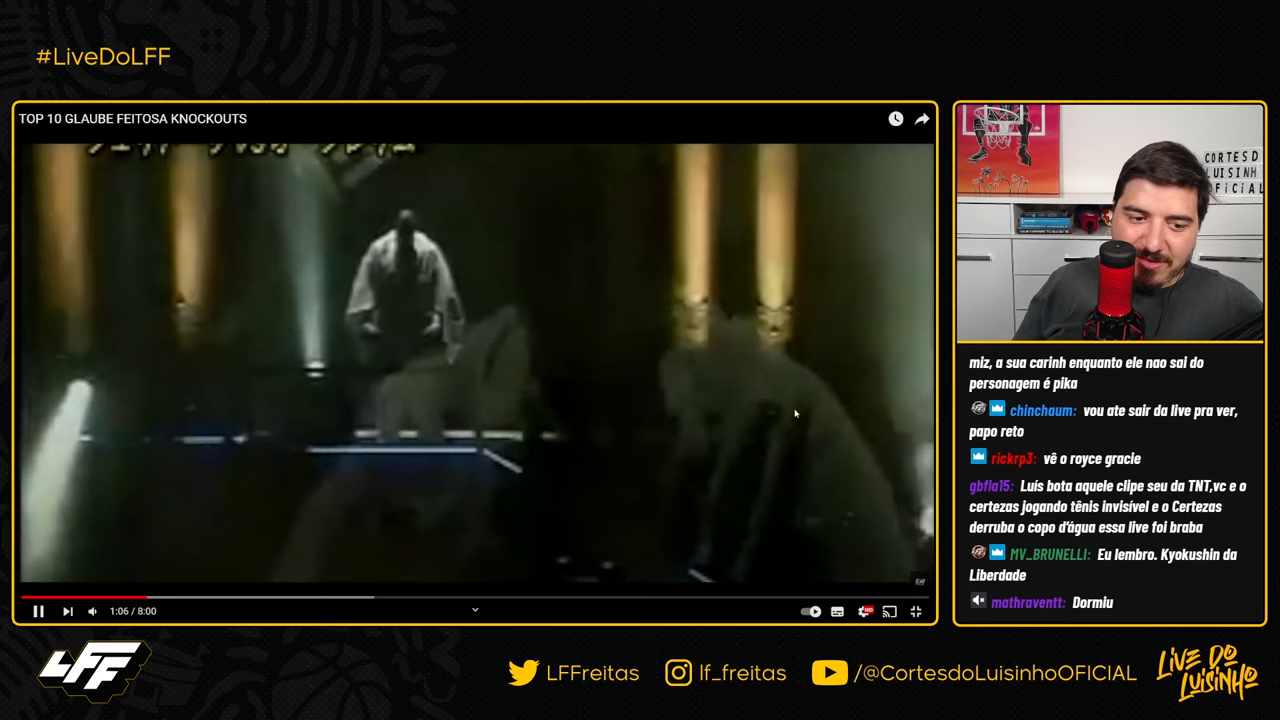 #LiveDoLFF
TOP 10 GLAUBE FEITOSA KNOCKOUTS
CORTESD
LUISINH
OFiCiAL
miz, a sua carinh enquanto ele nao sai do
personagem é pika
chinchaum: vou ate sair da live pra ver,
papo reto
rickrp3: vê o royce gracie
gbfla15: Luís bota aquele clipe seu da TNT,vc e o
certezas jogando tênis invisível e o Certezas
derruba o copo d'água essa live foi braba
MV_BRUNELLI: Eu lembro. Kyokushin da
Liberdade
mathraventt: Dormiu
1:06 / 8:00
HD
LFF
LFFreitas
lf_freitas
/@CortesdoLuisinhoOFICIAL
LiVE DO
LUiSiNHO